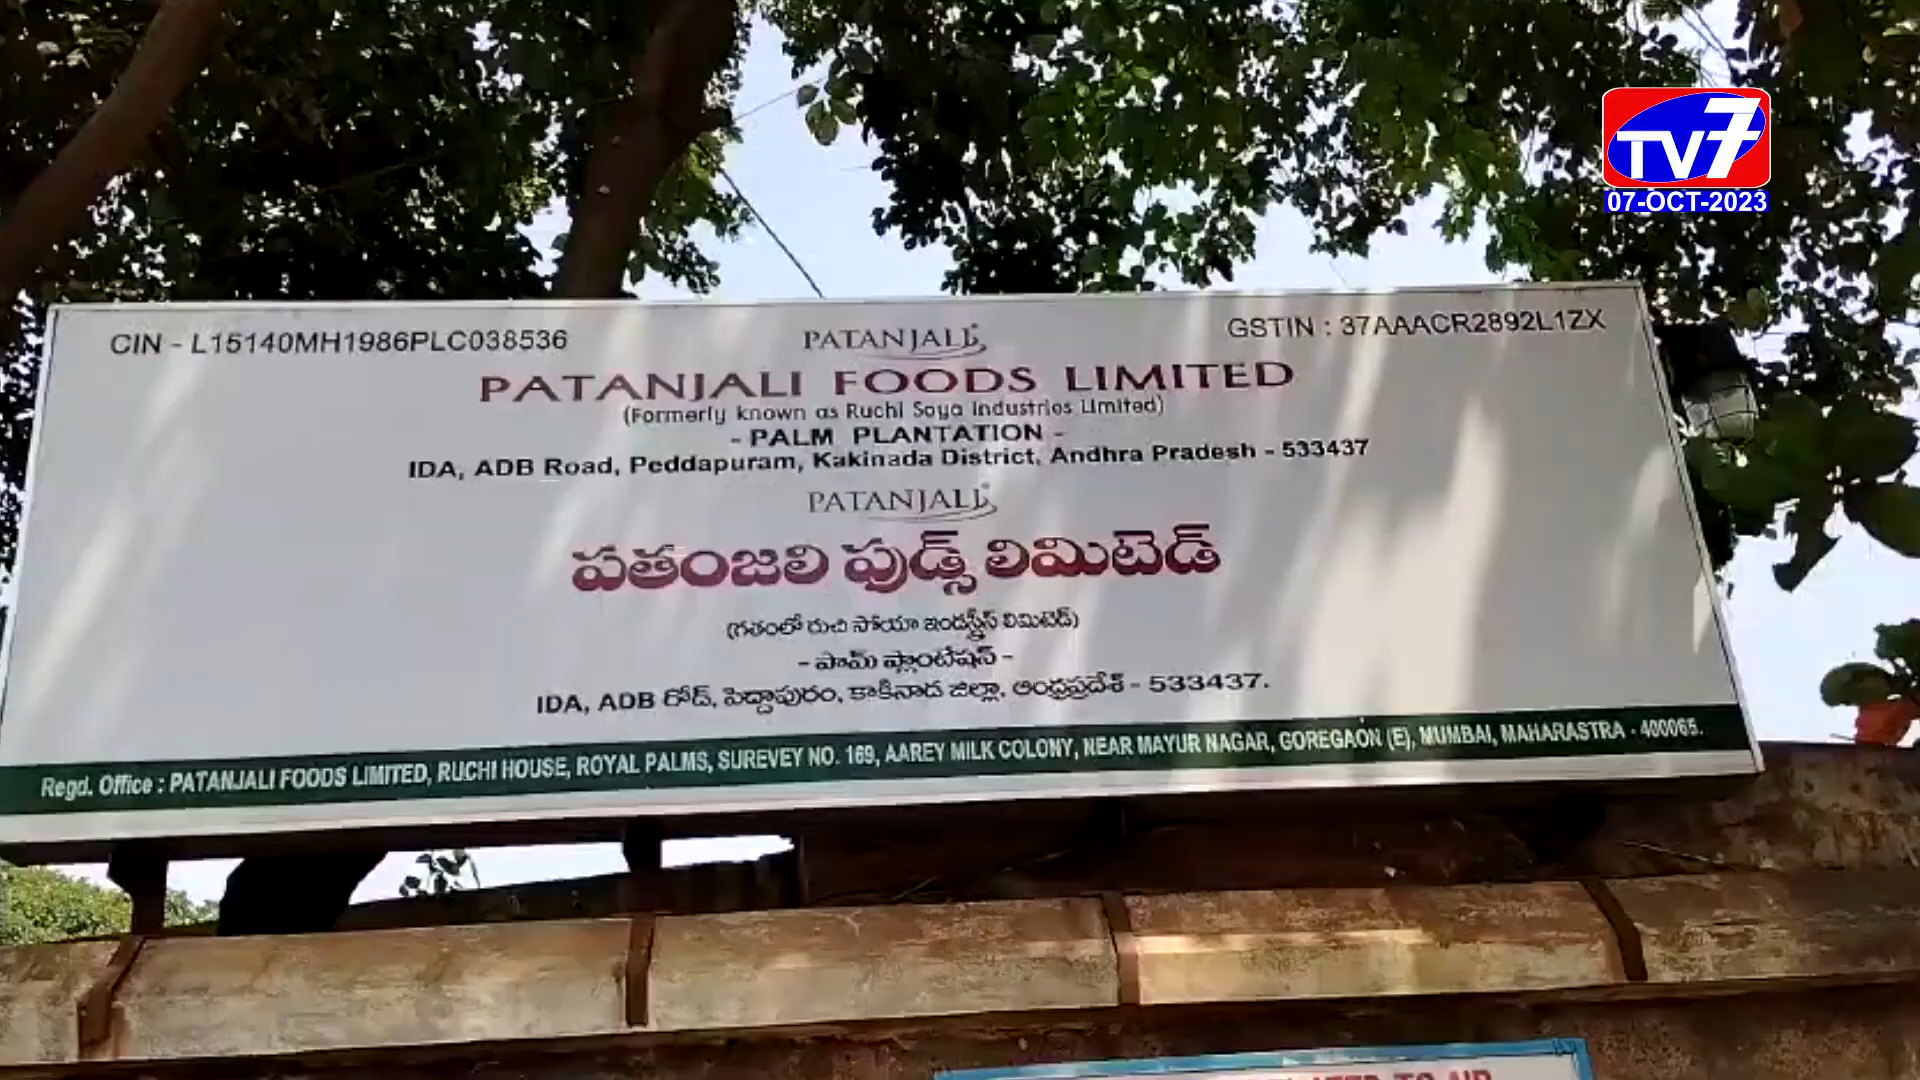 TV7
07-OCT-2023
CIN - L15140MH1986PLC038536
PATANJALI
GSTIN : 37AAACR2892L1ZX
PATANJALI FOODS LIMITED
(Formerly known as Ruchi Soya Industries Limited)
- PALM PLANTATION -
IDA, ADB Road, Peddapuram, Kakinada District, Andhra Pradesh - 533437
PATANJALI
పతంజలి ఫుడ్స్ లిమిటెడ్
(గతంలో రుచి సోయా ఇండస్ట్రీస్ లిమిటెడ్)
- పామ్ ప్లాంటేషన్ -
IDA, ADB రోడ్, పెద్దాపురం, కాకినాడ జిల్లా, ఆంధ్రప్రదేశ్ - 533437.
Regd. Office : PATANJALI FOODS LIMITED, RUCHI HOUSE, ROYAL PALMS, SUREVEY NO. 169, AAREY MILK COLONY, NEAR MAYUR NAGAR, GOREGAON (E), MUMBAI, MAHARASTRA - 400065.